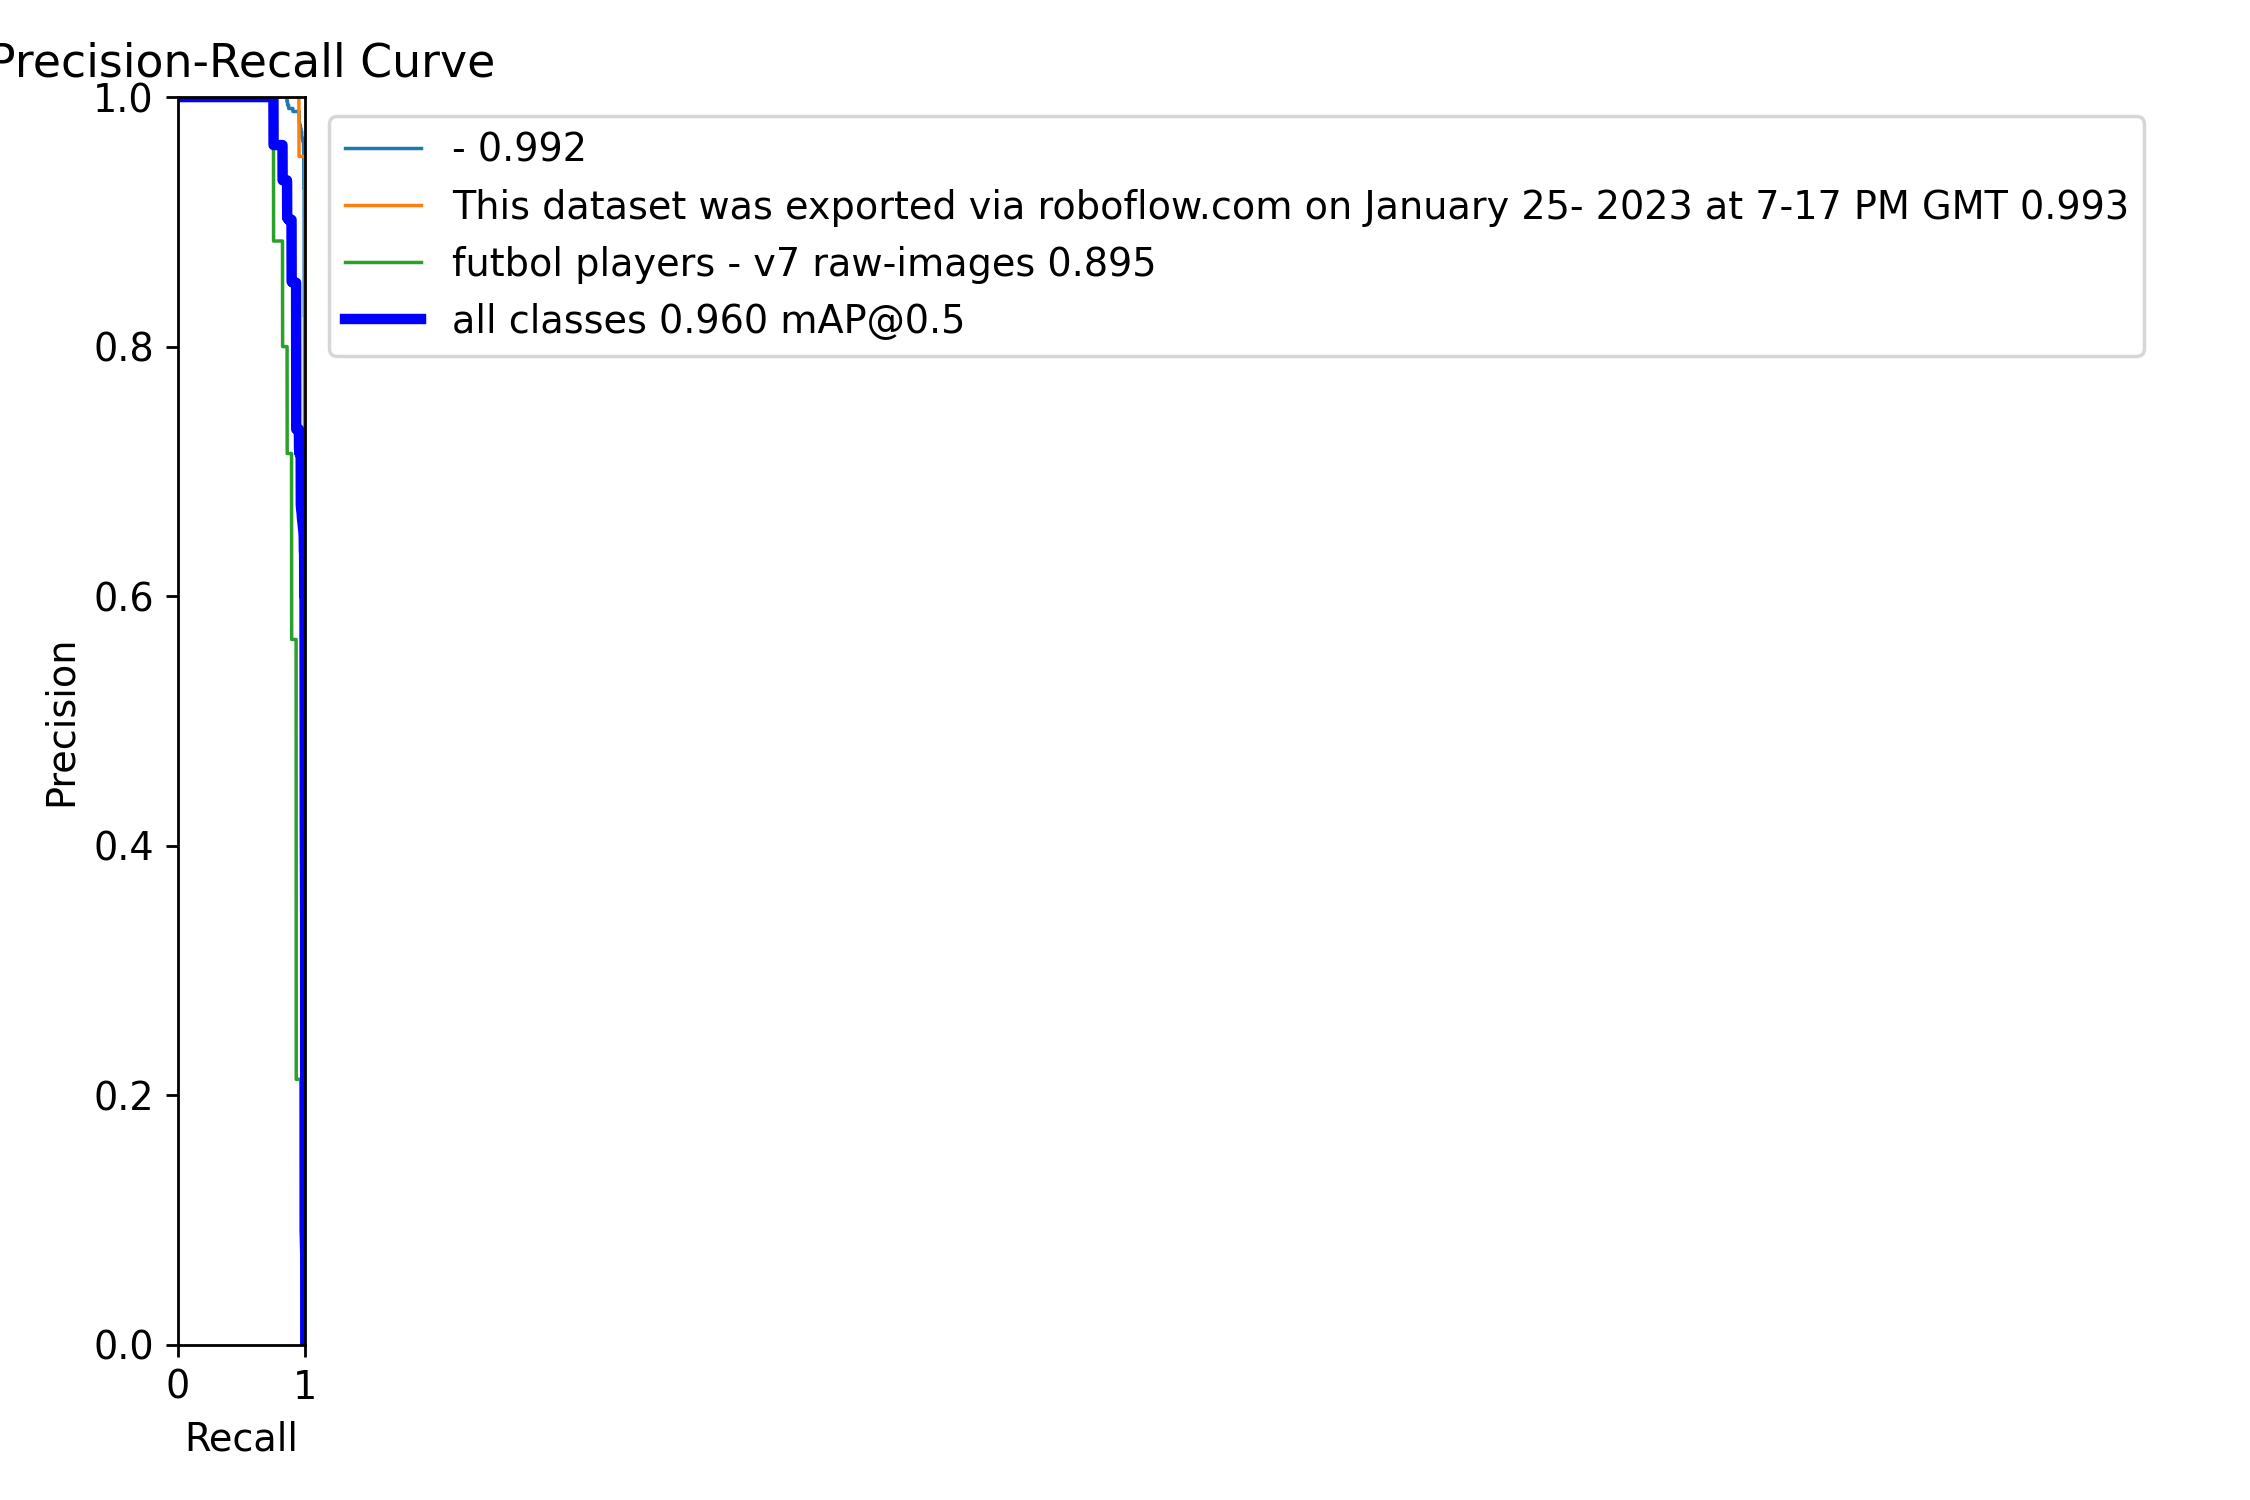 Precision-Recall Curve
1.0
0.8
0.6
0.4
0.2
0.0
Precision
0 1
Recall
- 0.992
This dataset was exported via roboflow.com on January 25- 2023 at 7-17 PM GMT 0.993
futbol players - v7 raw-images 0.895
all classes 0.960 mAP@0.5